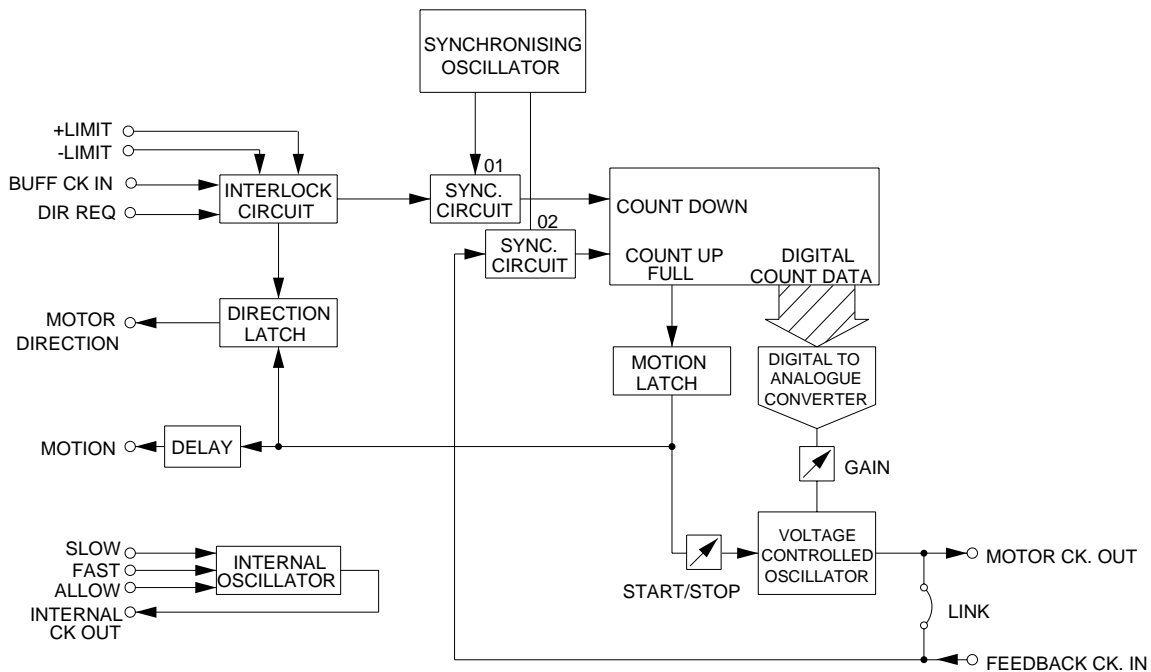 SYNCHRONISING
OSCILLATOR
+LIMIT
-LIMIT
BUFF CK IN
DIR REQ
INTERLOCK
CIRCUIT
01
SYNC.
CIRCUIT
02
SYNC.
CIRCUIT
COUNT DOWN
COUNT UP
FULL
DIGITAL
COUNT DATA
MOTOR
DIRECTION
DIRECTION
LATCH
MOTION
LATCH
DIGITAL TO
ANALOGUE
CONVERTER
MOTION
DELAY
GAIN
SLOW
FAST
ALLOW
INTERNAL
CK OUT
INTERNAL
OSCILLATOR
START/STOP
VOLTAGE
CONTROLLED
OSCILLATOR
MOTOR CK. OUT
LINK
FEEDBACK CK. IN